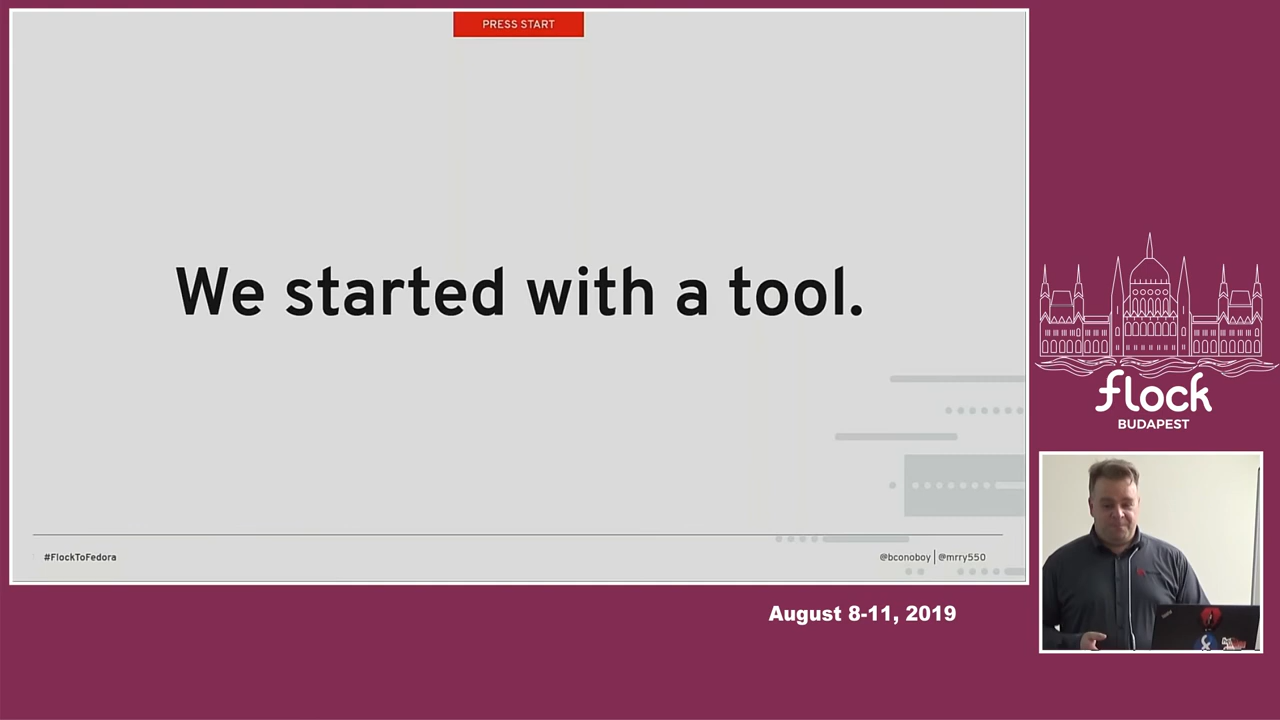 PRESS START
We started with a tool.
#FlockToFedora
@bconoboy | @mrry550
flock
BUDAPEST
August 8-11, 2019